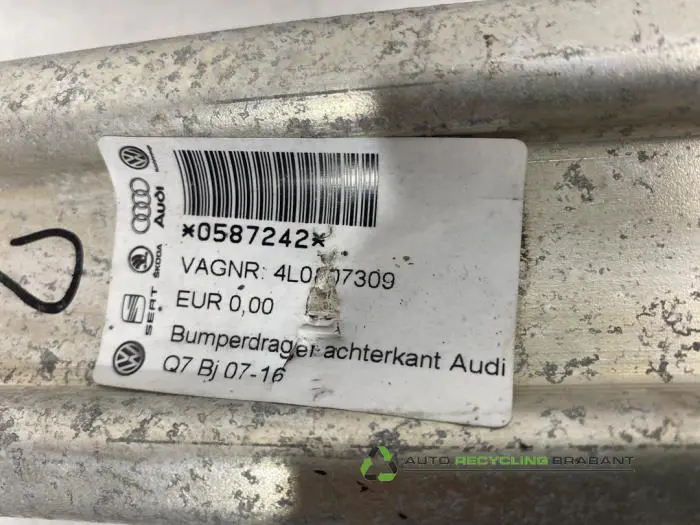 Audi
ŠKODA
SEAT
*0587242*
VAGNR: 4L0 07309
EUR 0,00
Bumperdrager achterkant Audi
Q7 Bj 07-16
AUTO RECYCLING BRABANT